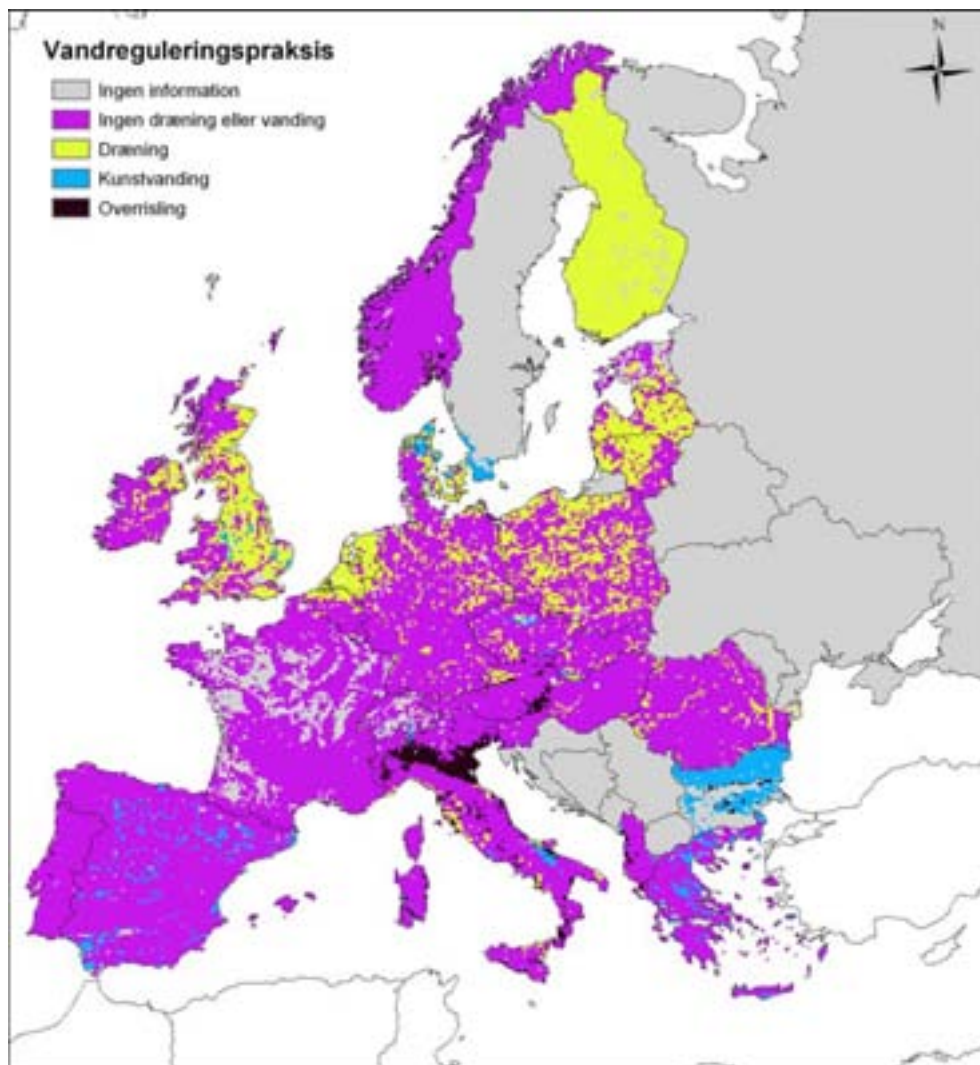 Vandreguleringspraksis
N
Ingen information
Ingen dræning eller vanding
Dræning
Kunstvanding
Overrisling